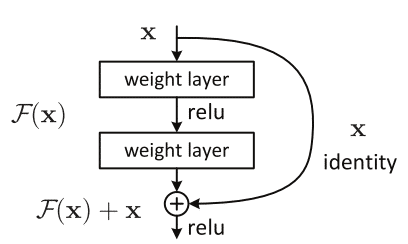 x
weight layer
F(x)
relu
x
weight layer
identity
F(x) + x
relu